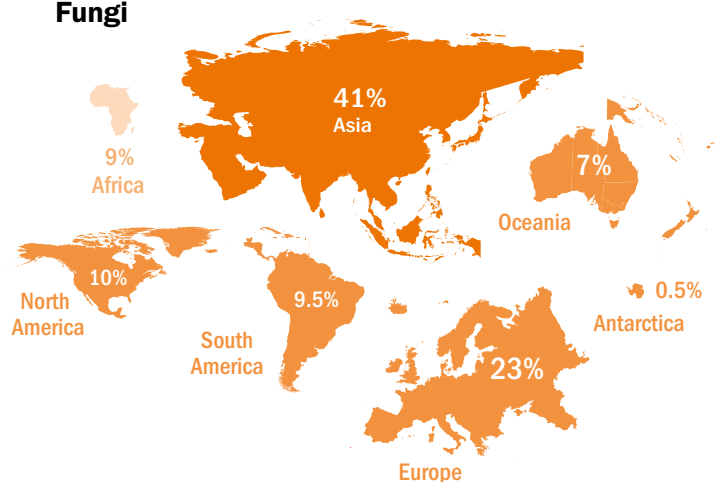 Fungi
41%
Asia
9%
Africa
7%
Oceania
10%
North
America
9.5%
South
America
0.5%
Antarctica
23%
Europe